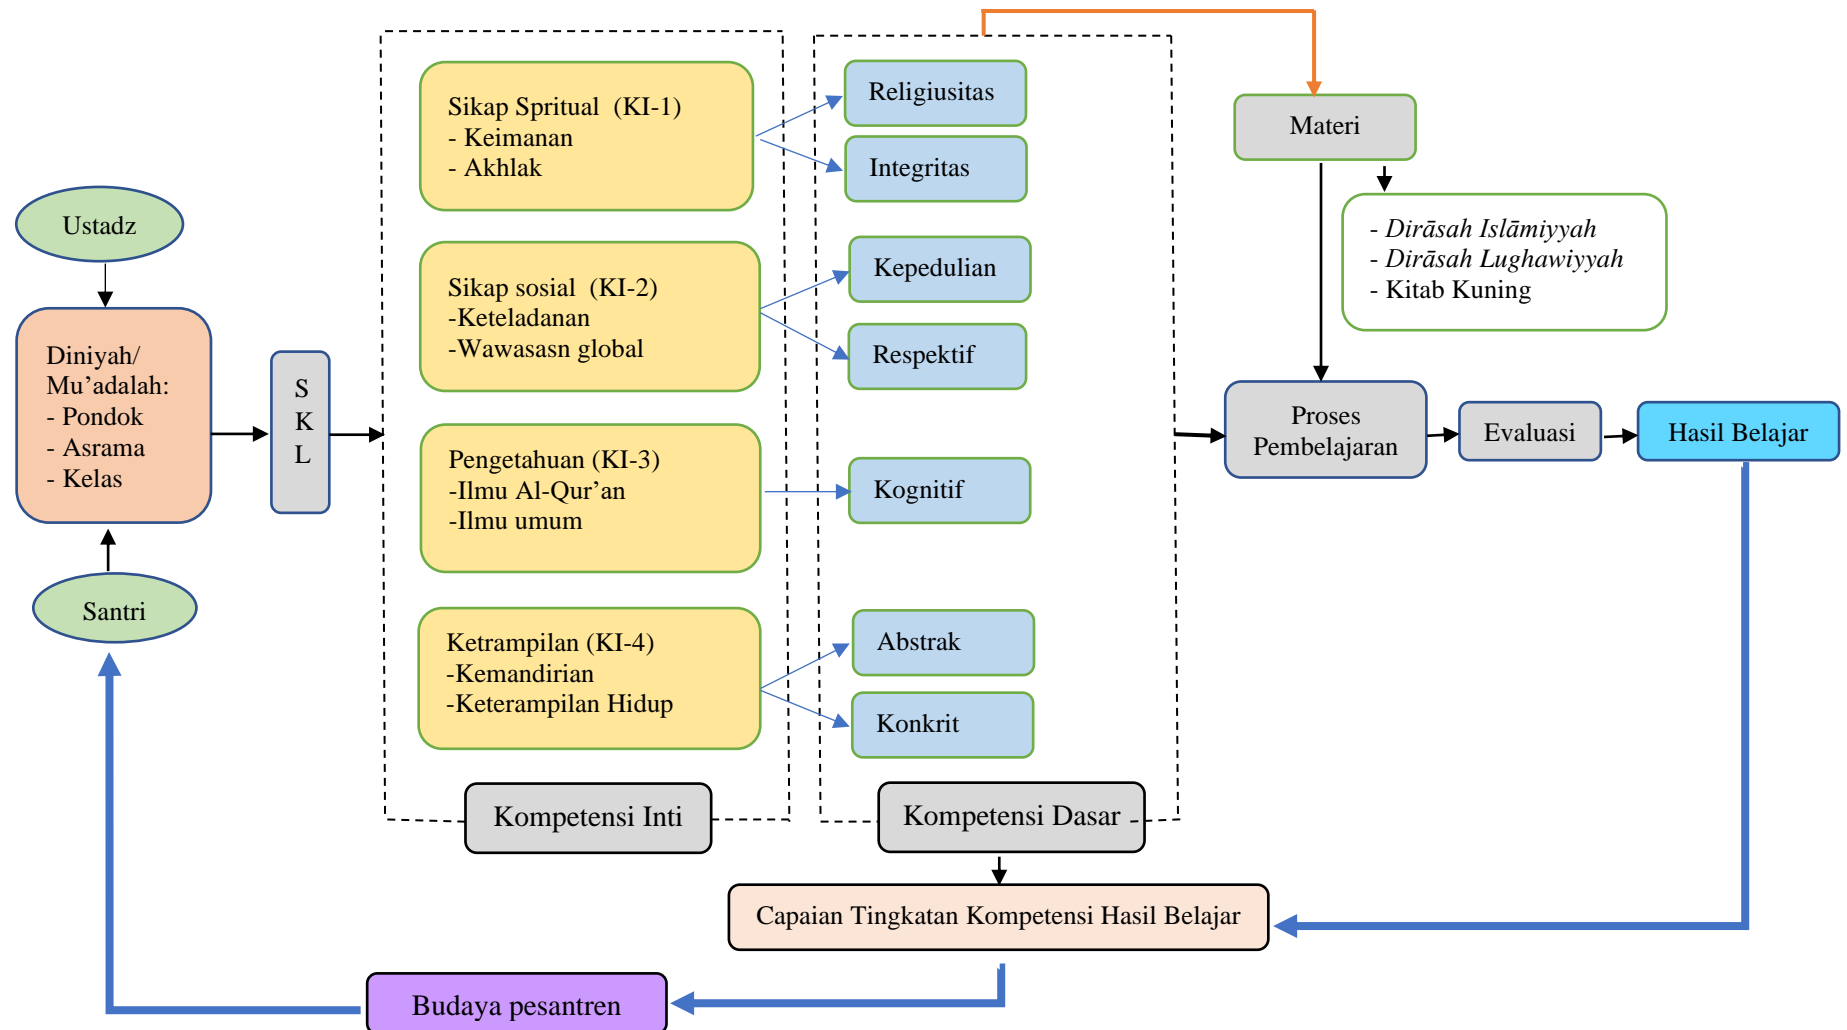 Ustadz
Diniyah/
Mu’adalah:
- Pondok
- Asrama
- Kelas
Santri
S
K
L
Sikap Spritual (KI-1)
- Keimanan
- Akhlak
Sikap sosial (KI-2)
-Keteladanan
-Wawasasn global
Pengetahuan (KI-3)
-Ilmu Al-Qur’an
-Ilmu umum
Ketrampilan (KI-4)
-Kemandirian
-Keterampilan Hidup
Kompetensi Inti
Religiusitas
Integritas
Kepedulian
Respektif
Kognitif
Abstrak
Konkrit
Kompetensi Dasar
Materi
- Dirāsah Islāmiyyah
- Dirāsah Lughawiyyah
- Kitab Kuning
Proses
Pembelajaran
Evaluasi
Hasil Belajar
Capaian Tingkatan Kompetensi Hasil Belajar
Budaya pesantren